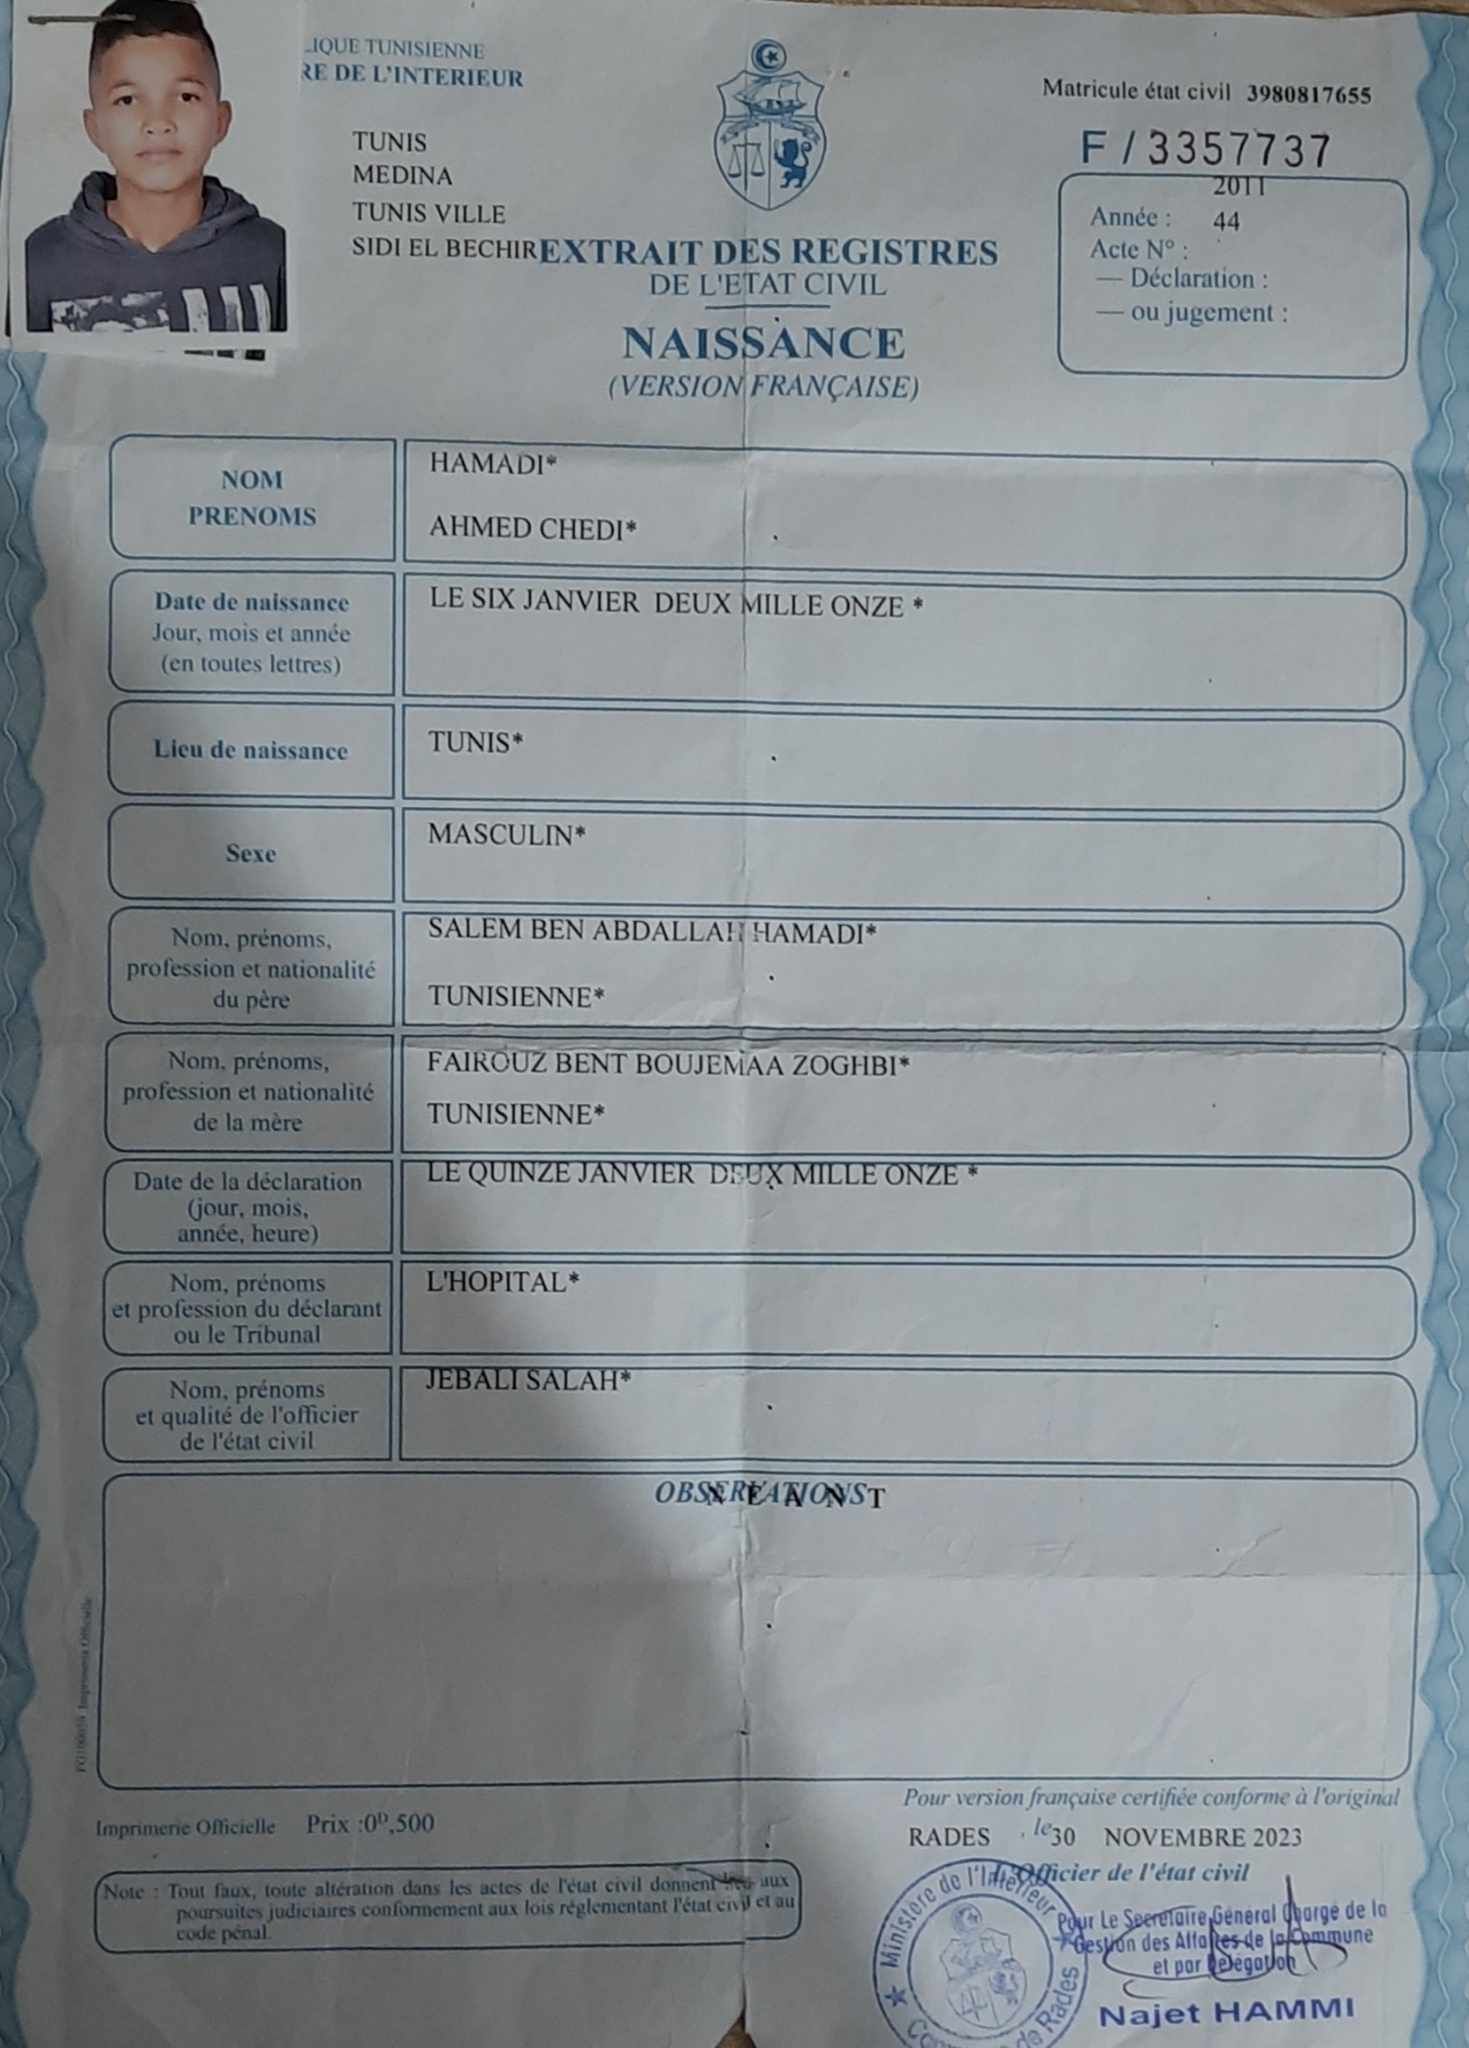 LIQUE TUNISIENNE
RE DE L'INTERIEUR
TUNIS
MEDINA
TUNIS VILLE
SIDI EL BECHIR
Matricule état civil 3980817655
F / 3357737
2011
Année : 44
Acte N° :
— Déclaration :
— ou jugement :
EXTRAIT DES REGISTRES
DE L'ETAT CIVIL
NAISSANCE
(VERSION FRANÇAISE)
NOM
PRENOMS
HAMADI*
AHMED CHEDI*
Date de naissance
Jour, mois et année
(en toutes lettres)
LE SIX JANVIER DEUX MILLE ONZE *
Lieu de naissance
TUNIS*
Sexe
MASCULIN*
Nom, prénoms,
profession et nationalité
du père
SALEM BEN ABDALLAH HAMADI*
TUNISIENNE*
Nom, prénoms,
profession et nationalité
de la mère
FAIROUZ BENT BOUJEMAA ZOGHBI*
TUNISIENNE*
Date de la déclaration
(jour, mois,
année, heure)
LE QUINZE JANVIER DEUX MILLE ONZE *
Nom, prénoms
et profession du déclarant
ou le Tribunal
L'HOPITAL*
Nom, prénoms
et qualité de l'officier
de l'état civil
JEBALI SALAH*
OBSERVATIONS
N E A N T
Imprimerie Officielle
Imprimerie Officielle Prix :0D,500
Note : Tout faux, toute altération dans les actes de l'état civil donnent lieu aux
poursuites judiciaires conformement aux lois réglementant l'état civil et au
code pénal.
Pour version française certifiée conforme à l'original
RADES , le 30 NOVEMBRE 2023
L'Officier de l'état civil
Ministère de l'Intérieur
de Rades
Pour Le Secrétaire Général Chargé de la
Gestion des Affaires de la Commune
et par Délégation
Najet HAMMI